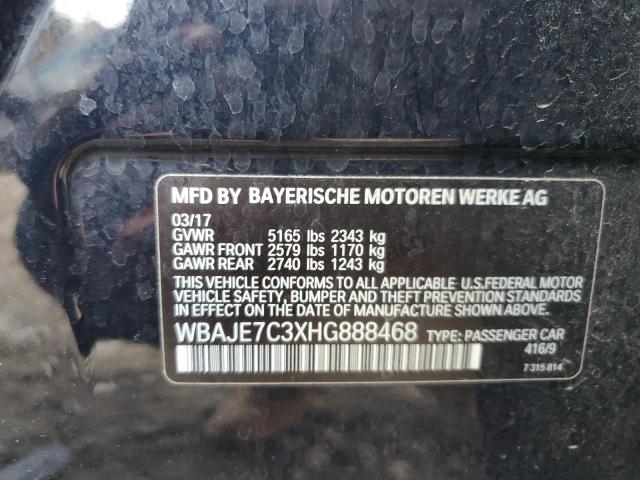 MFD BY BAYERISCHE MOTOREN WERKE AG
03/17
GVWR 5165 lbs 2343 kg
GAWR FRONT 2579 lbs 1170 kg
GAWR REAR 2740 lbs 1243 kg
THIS VEHICLE CONFORMS TO ALL APPLICABLE U.S.FEDERAL MOTOR
VEHICLE SAFETY, BUMPER AND THEFT PREVENTION STANDARDS
IN EFFECT ON THE DATE OF MANUFACTURE SHOWN ABOVE.
WBAJE7C3XHG888468 TYPE: PASSENGER CAR
416/9
7 315 814